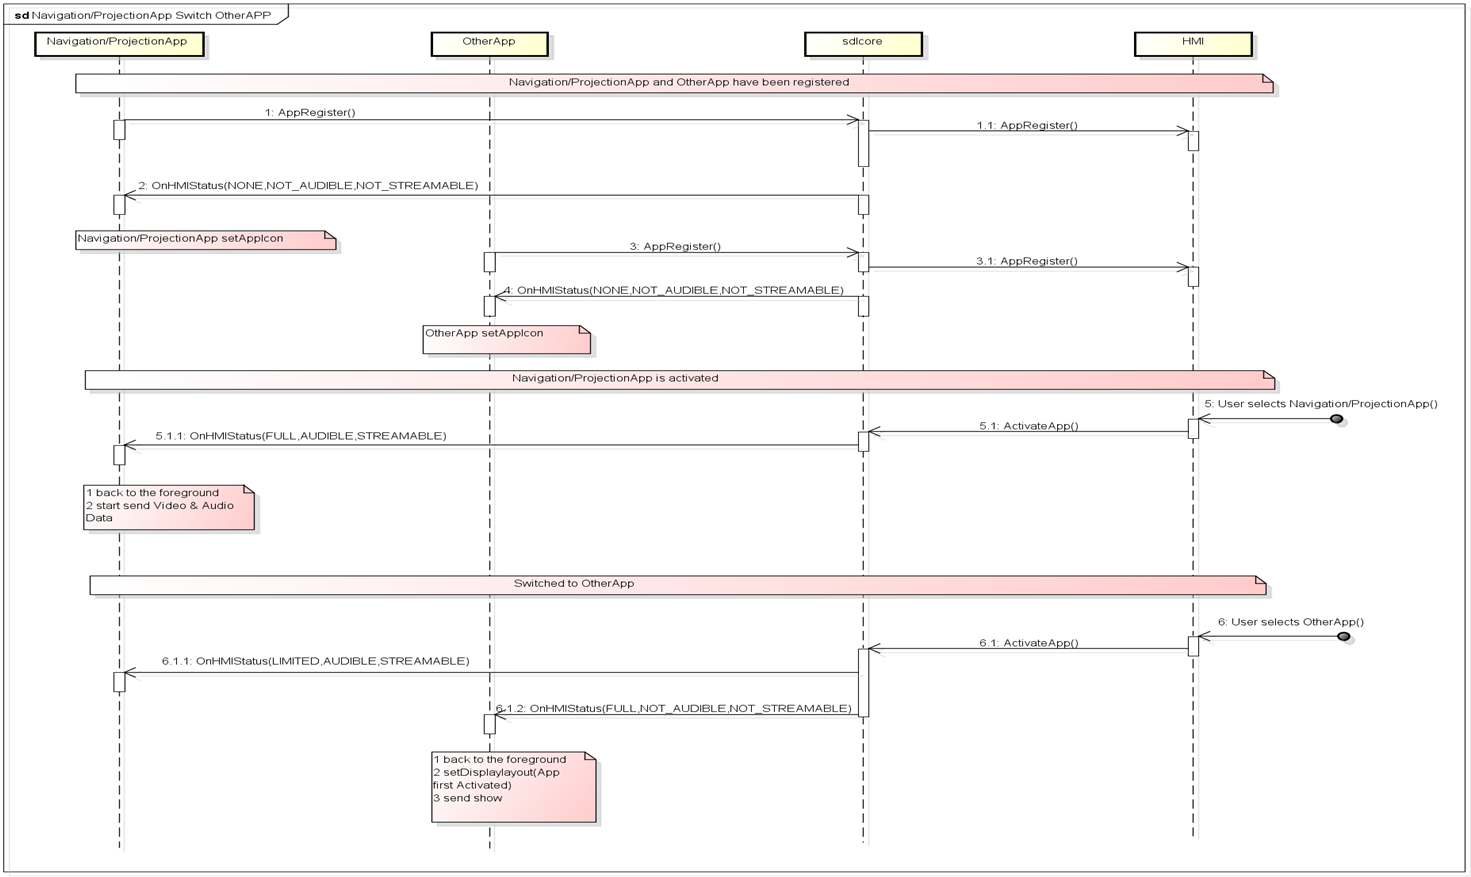 sd Navigation/ProjectionApp Switch OtherAPP
Navigation/ProjectionApp
OtherApp
sdlcore
HMI
Navigation/ProjectionApp and OtherApp have been registered
1: AppRegister()
1.1: AppRegister()
2: OnHMIStatus(NONE,NOT_AUDIBLE,NOT_STREAMABLE)
Navigation/ProjectionApp setAppIcon
3: AppRegister()
3.1: AppRegister()
4: OnHMIStatus(NONE,NOT_AUDIBLE,NOT_STREAMABLE)
OtherApp setAppIcon
Navigation/ProjectionApp is activated
5: User selects Navigation/ProjectionApp()
5.1: ActivateApp()
5.1.1: OnHMIStatus(FULL,AUDIBLE,STREAMABLE)
1 back to the foreground
2 start send Video & Audio
Data
Switched to OtherApp
6: User selects OtherApp()
6.1: ActivateApp()
6.1.1: OnHMIStatus(LIMITED,AUDIBLE,STREAMABLE)
6.1.2: OnHMIStatus(FULL,NOT_AUDIBLE,NOT_STREAMABLE)
1 back to the foreground
2 setDisplaylayout(App
first Activated)
3 send show